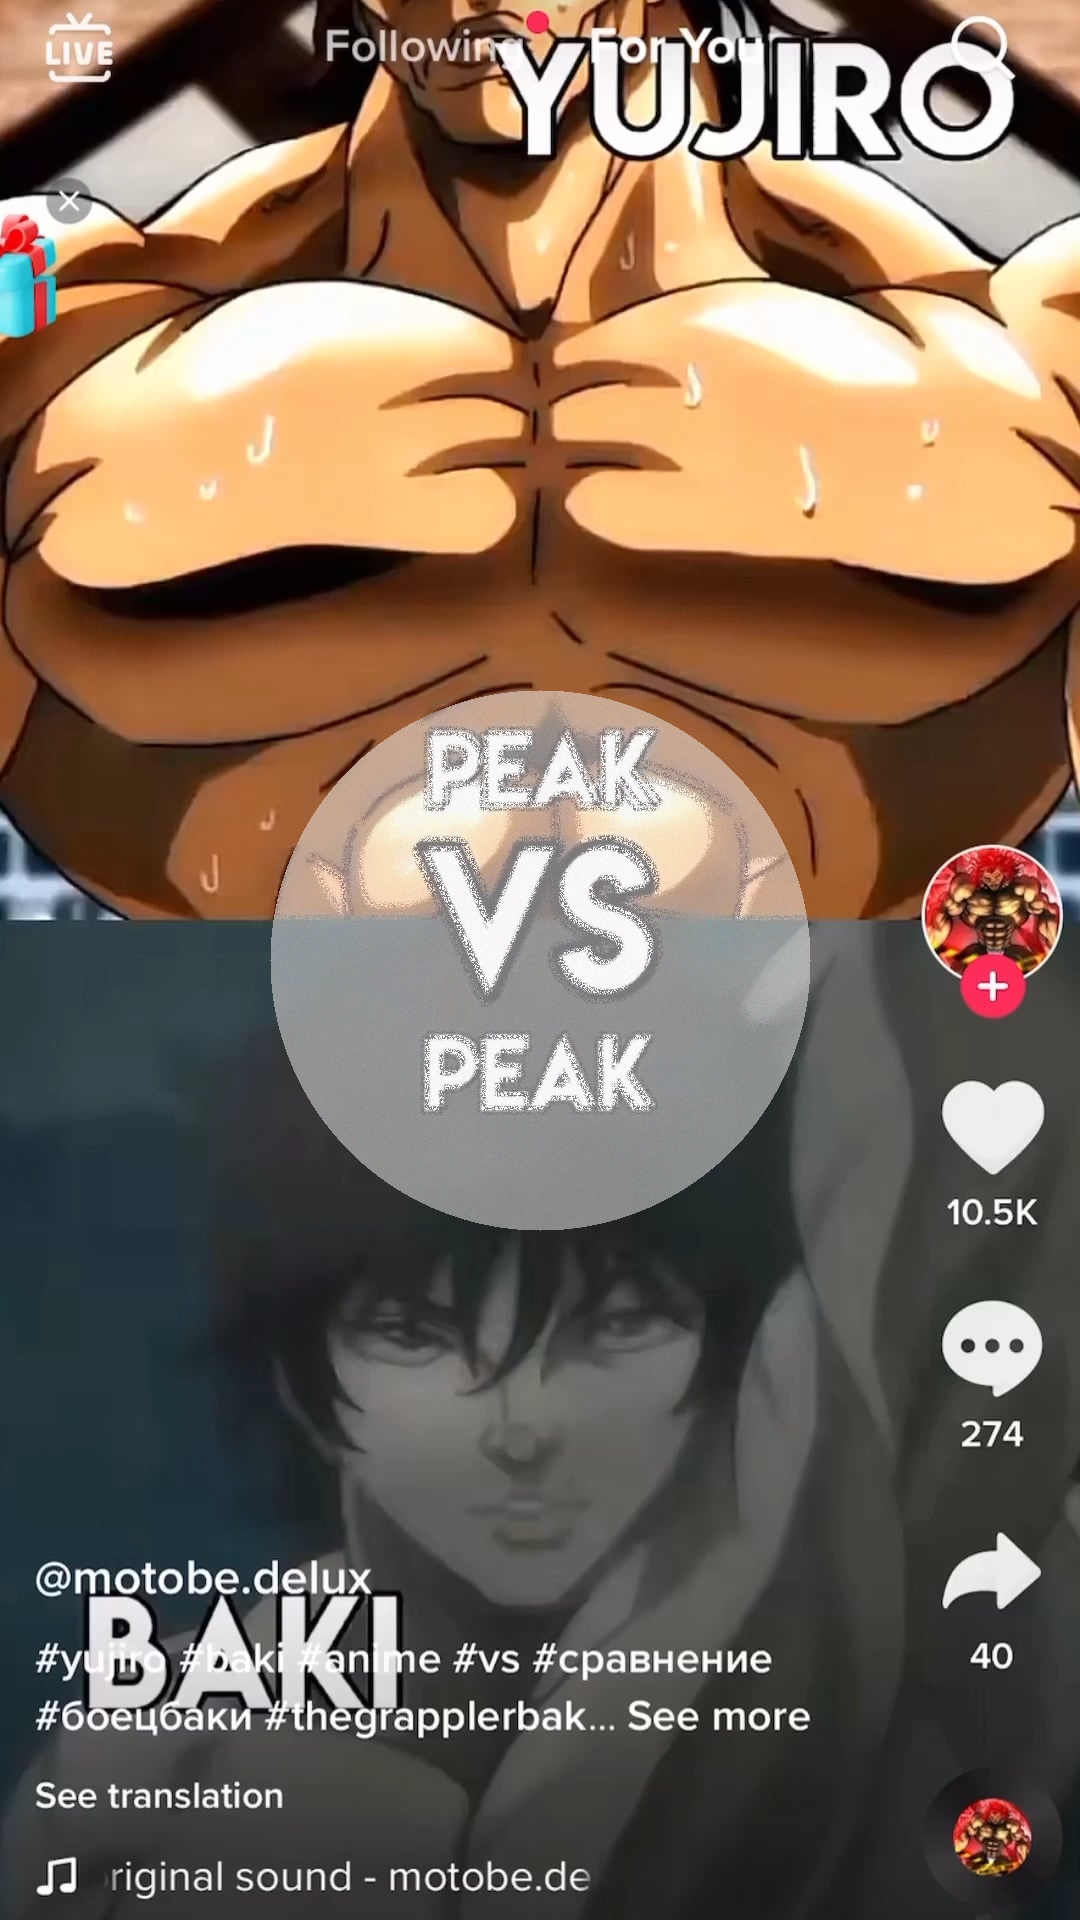 LIVE
Following
For You
YUJIRO
PEAK
VS
PEAK
10.5K
274
40
@motobe.delux
BAKI
#yujiro #baki #anime #vs #сравнение
#боецбаки #thegrapplerbak... See more
See translation
riginal sound - motobe.de